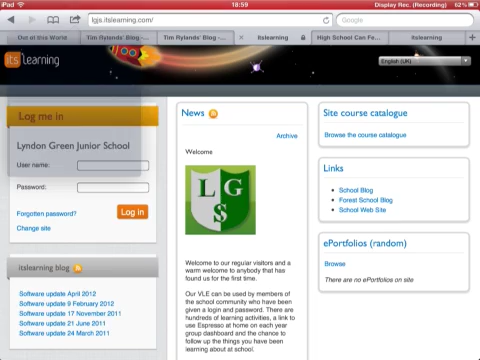 iPad
18:59
Display Rec. (Recording)
62%
lgjs.itslearning.com/
Google
Out at this World
Tim Rylands' Blog -...
Tim Rylands' Blog -...
itslearning
High School Can Fe...
itslearning
its learning
English (UK)
Log me in
Lyndon Green Junior School
User name:
Password:
Forgotten password?
Log in
Change site
itslearning blog
Software update April 2012
Software update 9 February 2012
Software update 17 November 2011
Software update 21 June 2011
Software update 24 March 2011
News
Archive
Welcome
L G
S
Welcome to our regular visitors and a
warm welcome to anybody that has
found us for the first time.
Our VLE can be used by members of
the school community who have been
given a login and password. There are
hundreds of learning activities, a link to
use Espresso at home on each year
group dashboard and the chance to
follow up the things you have been
learning about at school.
Site course catalogue
Browse the course catalogue
Links
School Blog
Forest School Blog
School Web Site
ePortfolios (random)
Browse
There are no ePortfolios on site